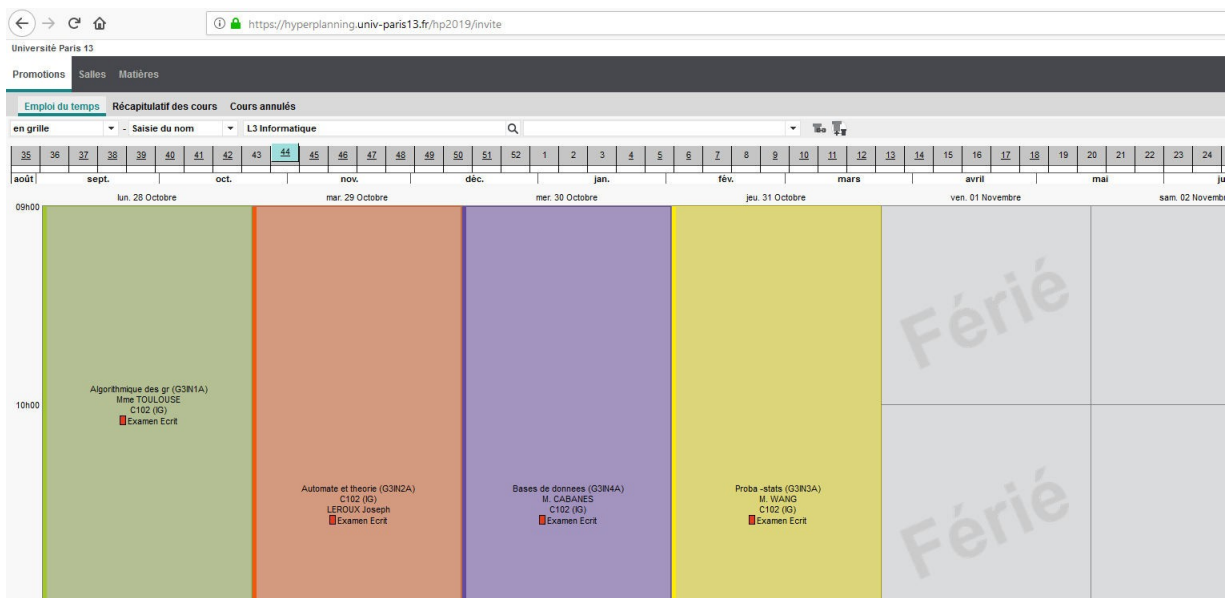 https://hyperplanning.univ-paris13.fr/hp2019/invite
Université Paris 13
Promotions Salles Matières
Emploi du temps Récapitulatif des cours Cours annulés
en grille - Saisie du nom L3 Informatique
35 36 37 38 39 40 41 42 43 44 45 46 47 48 49 50 51 52 1 2 3 4 5 6 7 8 9 10 11 12 13 14 15 16 17 18 19 20 21 22 23 24
août sept. oct. nov. déc. jan. fév. mars avril mai ju
lun. 28 Octobre mar. 29 Octobre mer. 30 Octobre jeu. 31 Octobre ven. 01 Novembre sam. 02 Novembr
09h00
Férié
Algorithmique des gr (G3IN1A)
Mme TOULOUSE
C102 (IG)
Examen Ecrit
10h00
Automate et theorie (G3IN2A)
C102 (IG)
LEROUX Joseph
Examen Ecrit
Bases de donnees (G3IN4A)
M. CABANES
C102 (IG)
Examen Ecrit
Proba -stats (G3IN3A)
M. WANG
C102 (IG)
Examen Ecrit
Férié